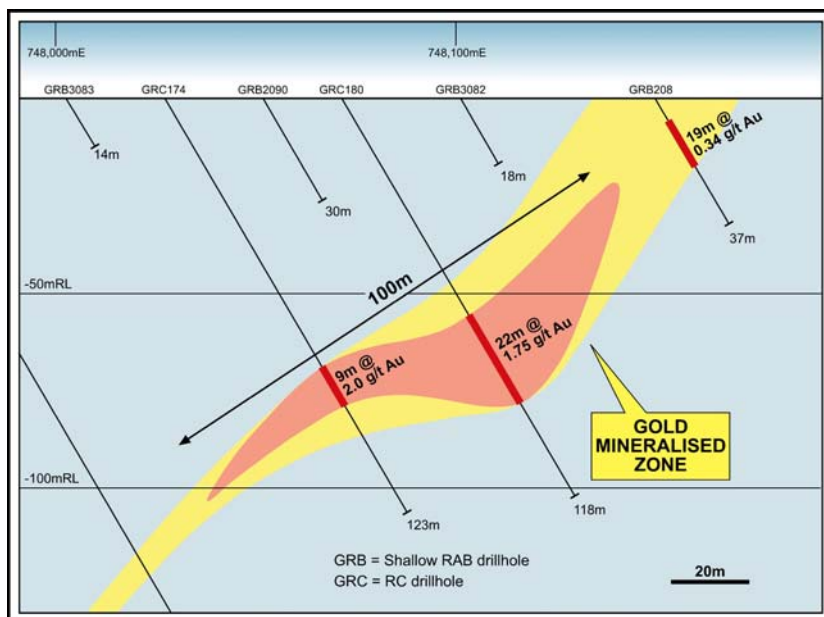 748,000mE
748,100mE
GRB3083
GRC174
GRB2090
GRC180
GRB3082
GRB208
14m
30m
18m
19m @
0.34 g/t Au
37m
-50mRL
100m
9m @
2.0 g/t Au
22m @
1.75 g/t Au
GOLD
MINERALISED
ZONE
-100mRL
123m
118m
GRB = Shallow RAB drillhole
GRC = RC drillhole
20m